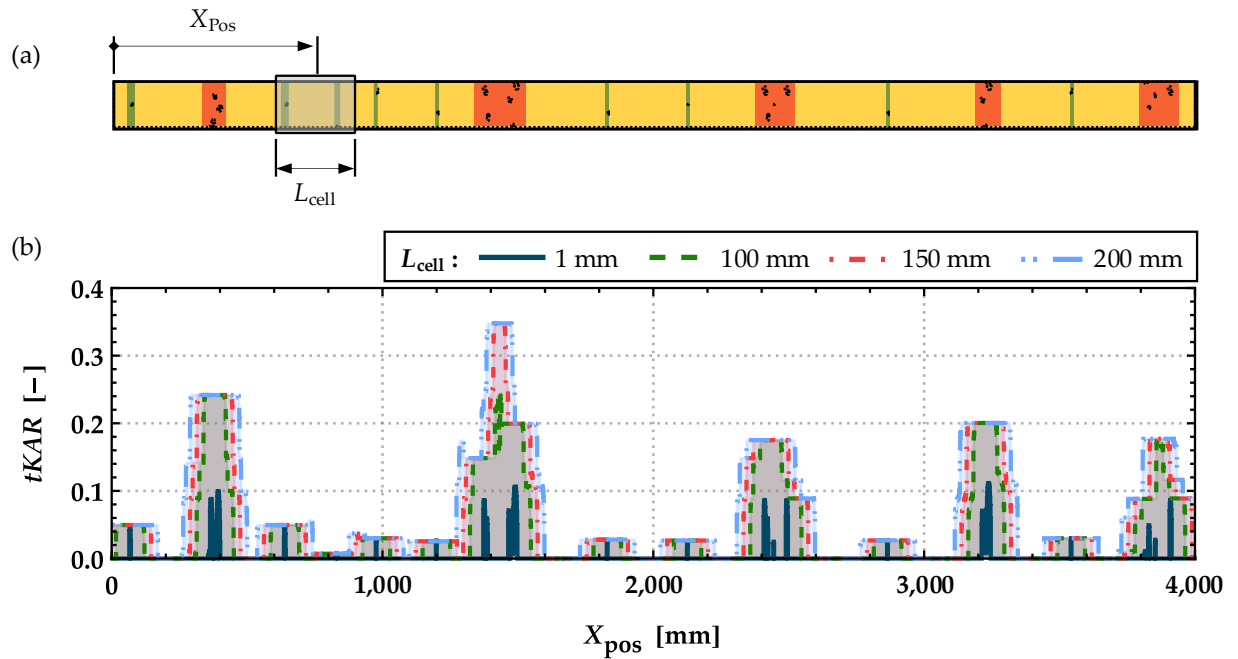 (a)
X_Pos
L_cell
(b)
L_cell : 1 mm 100 mm 150 mm 200 mm
0.4
0.3
0.2
0.1
0.0
tKAR [−]
0 1,000 2,000 3,000 4,000
X_pos [mm]